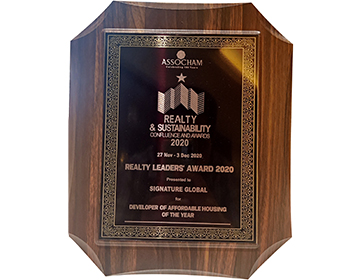 ASSOCHAM
REALTY
& SUSTAINABILITY
CONFLUENCE AND AWARDS
2020
27 Nov - 3 Dec 2020
REALTY LEADERS' AWARD 2020
Presented to
SIGNATURE GLOBAL
for
DEVELOPER OF AFFORDABLE HOUSING
OF THE YEAR